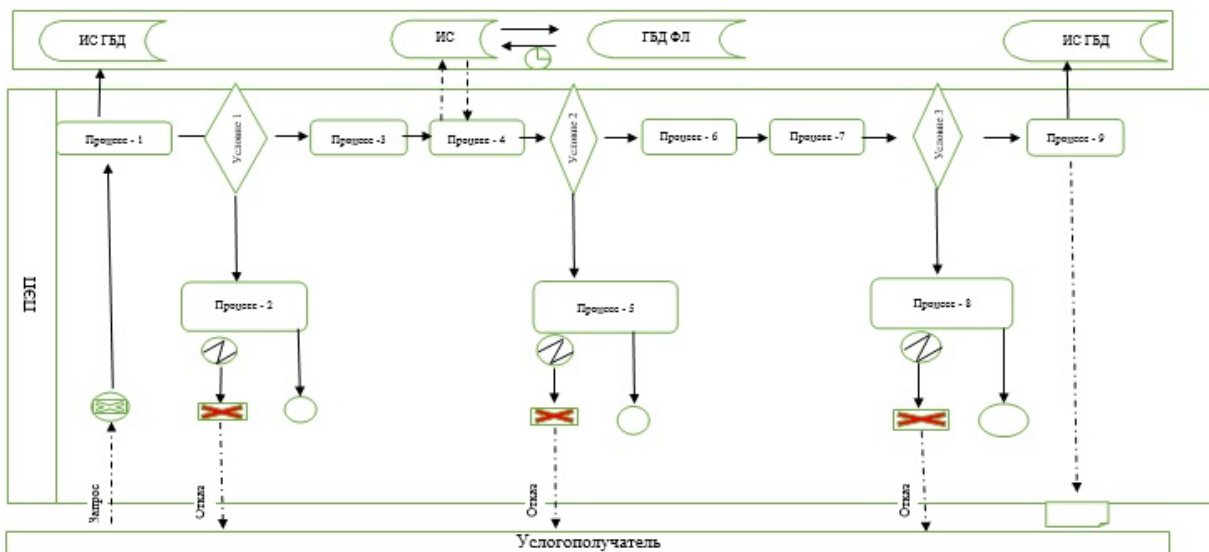 ИС ГБД
ИС
ГБД ФЛ
ИС ГБД
Процесс - 1
Условие 1
Процесс -3
Процесс - 4
Условие 2
Процесс - 6
Процесс -7
Условие 3
Процесс - 9
ПЭП
Процесс - 2
Процесс - 5
Процесс - 8
Запрос
Отказ
Отказ
Отказ
Услогополучатель